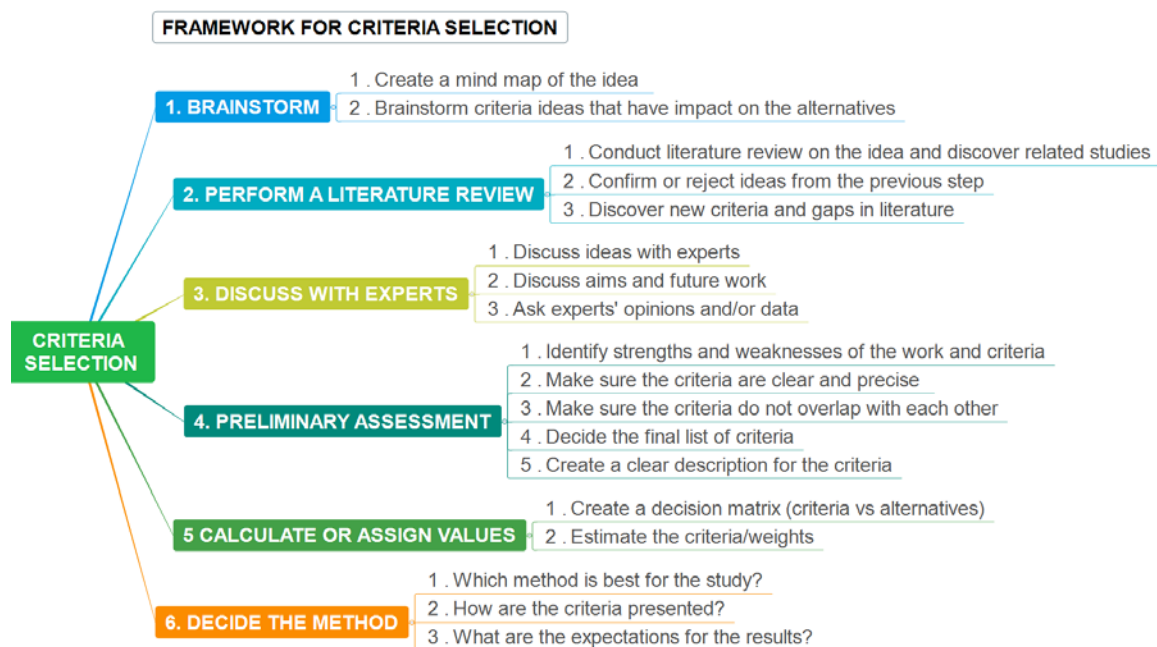 FRAMEWORK FOR CRITERIA SELECTION
1 . Create a mind map of the idea
1. BRAINSTORM
2 . Brainstorm criteria ideas that have impact on the alternatives
1 . Conduct literature review on the idea and discover related studies
2. PERFORM A LITERATURE REVIEW
2 . Confirm or reject ideas from the previous step
3 . Discover new criteria and gaps in literature
1 . Discuss ideas with experts
3. DISCUSS WITH EXPERTS
2 . Discuss aims and future work
3 . Ask experts' opinions and/or data
CRITERIA
SELECTION
1 . Identify strengths and weaknesses of the work and criteria
2 . Make sure the criteria are clear and precise
4. PRELIMINARY ASSESSMENT
3 . Make sure the criteria do not overlap with each other
4 . Decide the final list of criteria
5 . Create a clear description for the criteria
1 . Create a decision matrix (criteria vs alternatives)
5 CALCULATE OR ASSIGN VALUES
2 . Estimate the criteria/weights
1 . Which method is best for the study?
6. DECIDE THE METHOD
2 . How are the criteria presented?
3 . What are the expectations for the results?